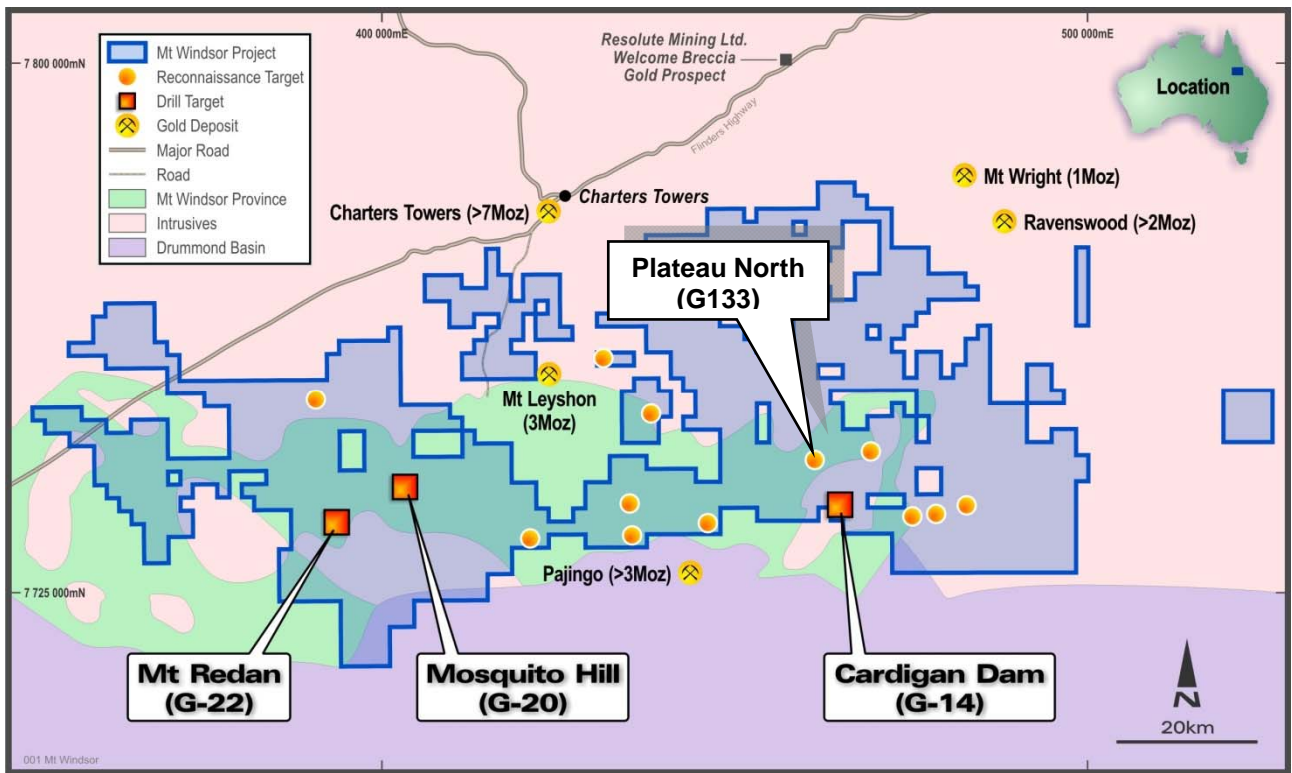 400 000mE
500 000mE
7 800 000mN
Mt Windsor Project
Reconnaissance Target
Drill Target
Gold Deposit
Major Road
Road
Mt Windsor Province
Intrusives
Drummond Basin
Resolute Mining Ltd.
Welcome Breccia
Gold Prospect
Flinders Highway
Location
Mt Wright (1Moz)
Charters Towers
Charters Towers (>7Moz)
Ravenswood (>2Moz)
Plateau North
(G133)
Mt Leyshon
(3Moz)
Pajingo (>3Moz)
7 725 000mN
Mt Redan
(G-22)
Mosquito Hill
(G-20)
Cardigan Dam
(G-14)
N
20km
001 Mt Windsor